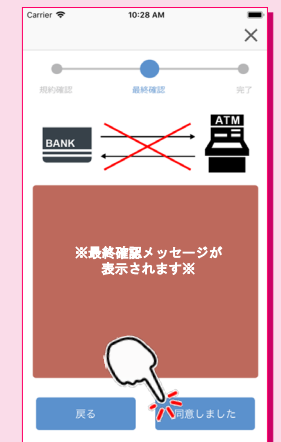 Carrier 10:28 AM
規約確認 最終確認 完了
ATM
BANK
※最終確認メッセージが
表示されます※
戻る 同意しました